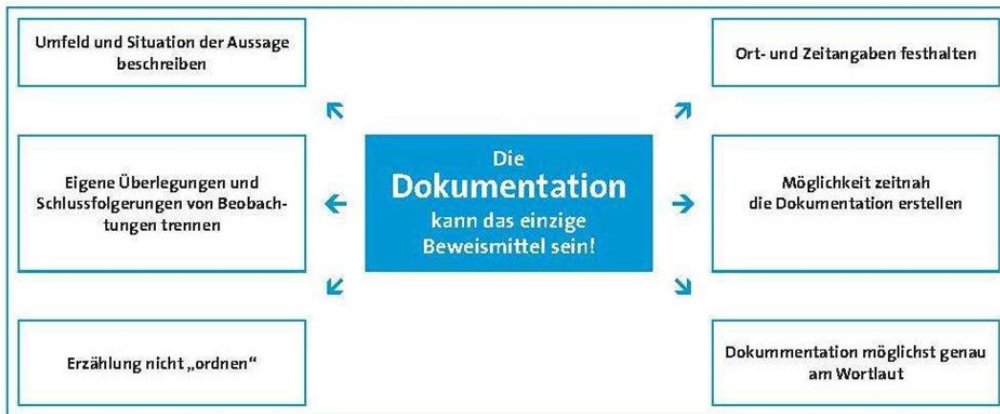 Umfeld und Situation der Aussage
beschreiben
Ort- und Zeitangaben festhalten
Eigene Überlegungen und
Schlussfolgerungen von Beobach-
tungen trennen
Die
Dokumentation
kann das einzige
Beweismittel sein!
Möglichkeit zeitnah
die Dokumentation erstellen
Erzählung nicht „ordnen“
Dokummentation möglichst genau
am Wortlaut